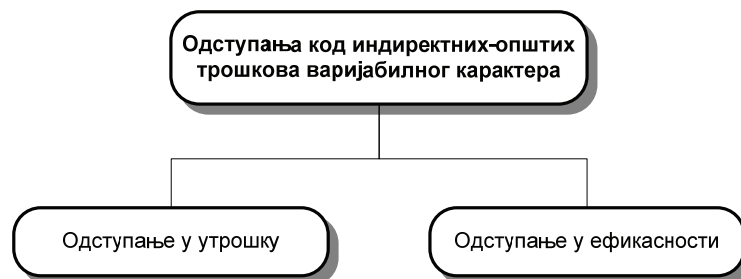 Одступања код индиректних-општих
трошкова варијабилног карактера
Одступање у утрошку
Одступање у ефикасности